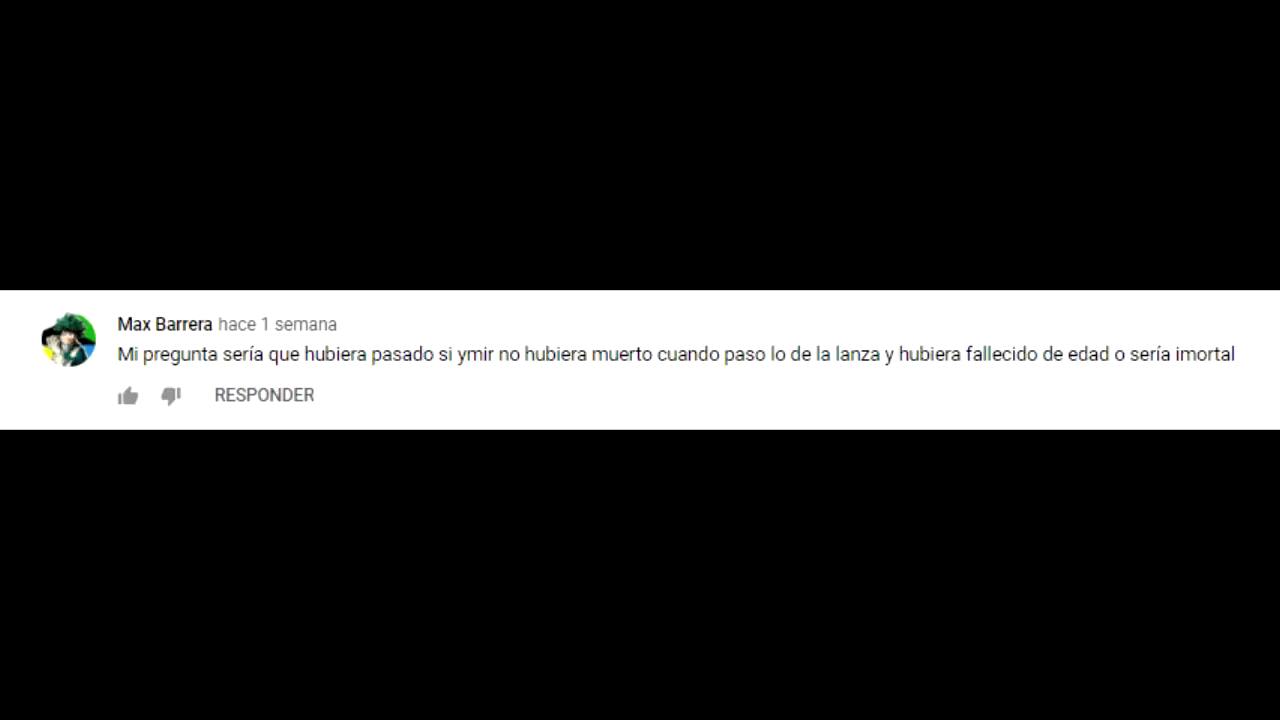 Max Barrera hace 1 semana
Mi pregunta sería que hubiera pasado si ymir no hubiera muerto cuando paso lo de la lanza y hubiera fallecido de edad o sería imortal
RESPONDER